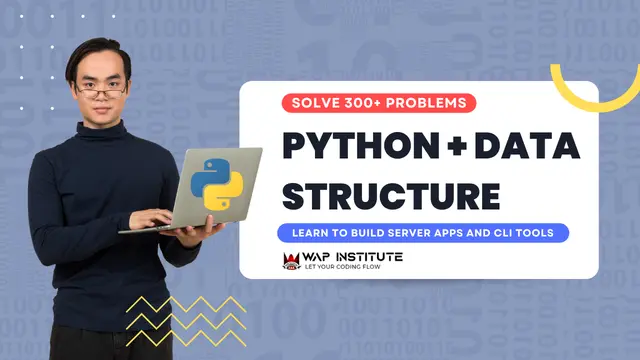 SOLVE 300+ PROBLEMS
PYTHON + DATA
STRUCTURE
LEARN TO BUILD SERVER APPS AND CLI TOOLS
WAP INSTITUTE
LET YOUR CODING FLOW